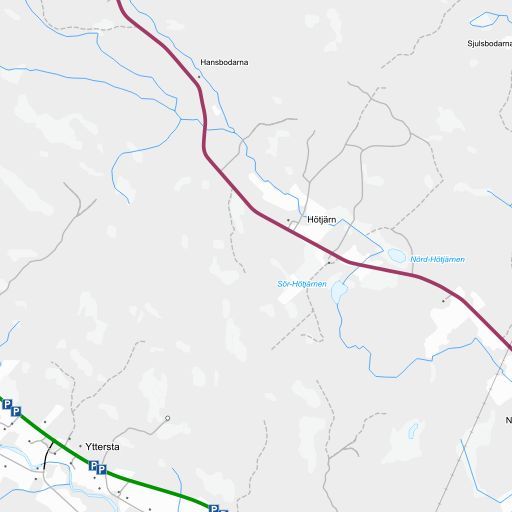 Sjulsbodarna
Hansbodarna
Hötjärn
Nörd-Hötjärnen
Sör-Hötjärnen
N
P
P
Yttersta
P P
P
P